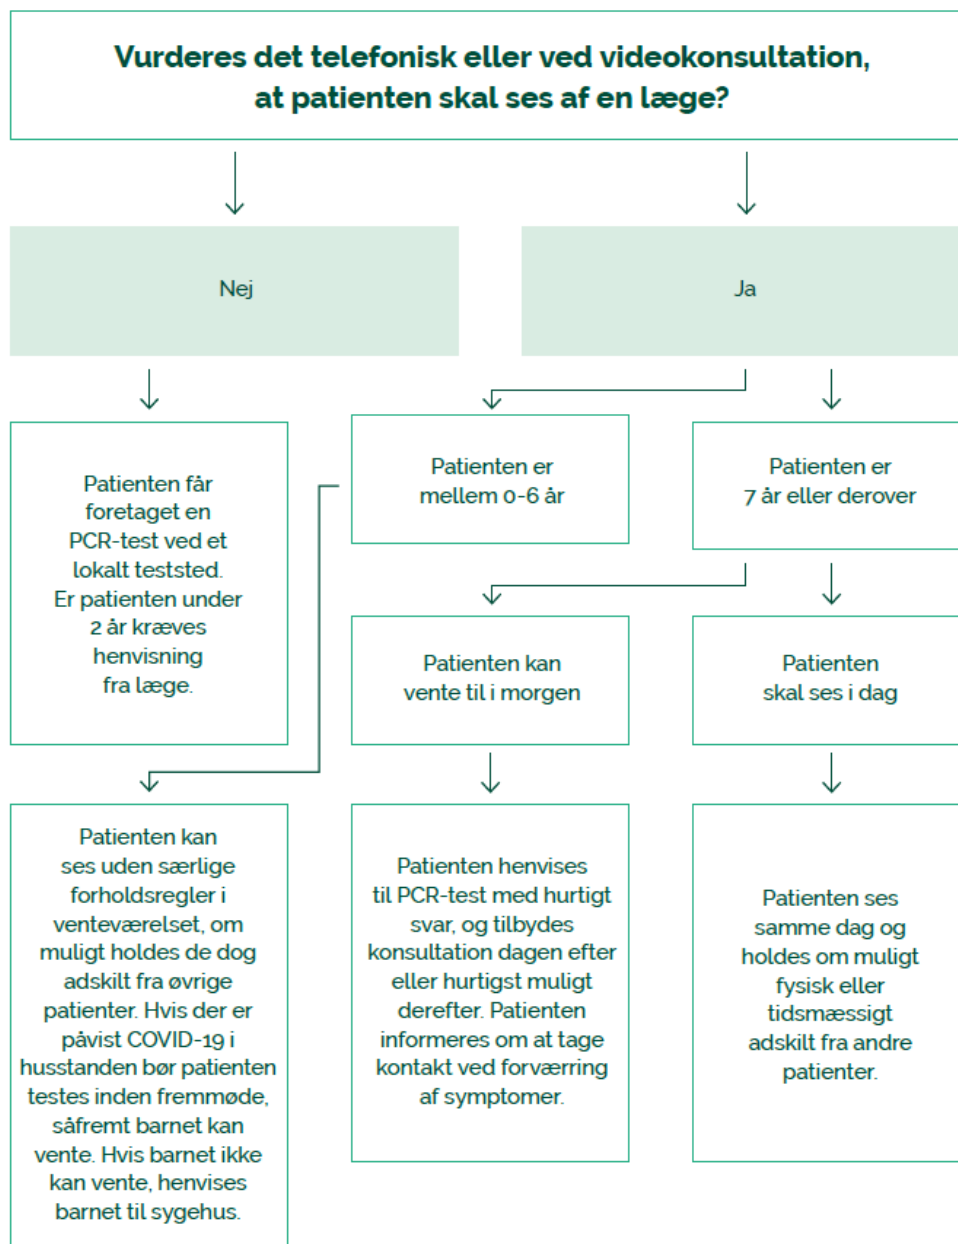 Vurderes det telefonisk eller ved videokonsultation,
at patienten skal ses af en læge?
Nej
Ja
Patienten får
foretaget en
PCR-test ved et
lokalt teststed.
Er patienten under
2 år kræves
henvisning
fra læge.
Patienten er
mellem 0-6 år
Patienten er
7 år eller derover
Patienten kan
vente til i morgen
Patienten
skal ses i dag
Patienten kan
ses uden særlige
forholdsregler i
venteværelset, om
muligt holdes de dog
adskilt fra øvrige
patienter. Hvis der er
påvist COVID-19 i
husstanden bør patienten
testes inden fremmøde,
såfremt barnet kan
vente. Hvis barnet ikke
kan vente, henvises
barnet til sygehus.
Patienten henvises
til PCR-test med hurtigt
svar, og tilbydes
konsultation dagen efter
eller hurtigst muligt
derefter. Patienten
informeres om at tage
kontakt ved forværring
af symptomer.
Patienten ses
samme dag og
holdes om muligt
fysisk eller
tidsmæssigt
adskilt fra andre
patienter.